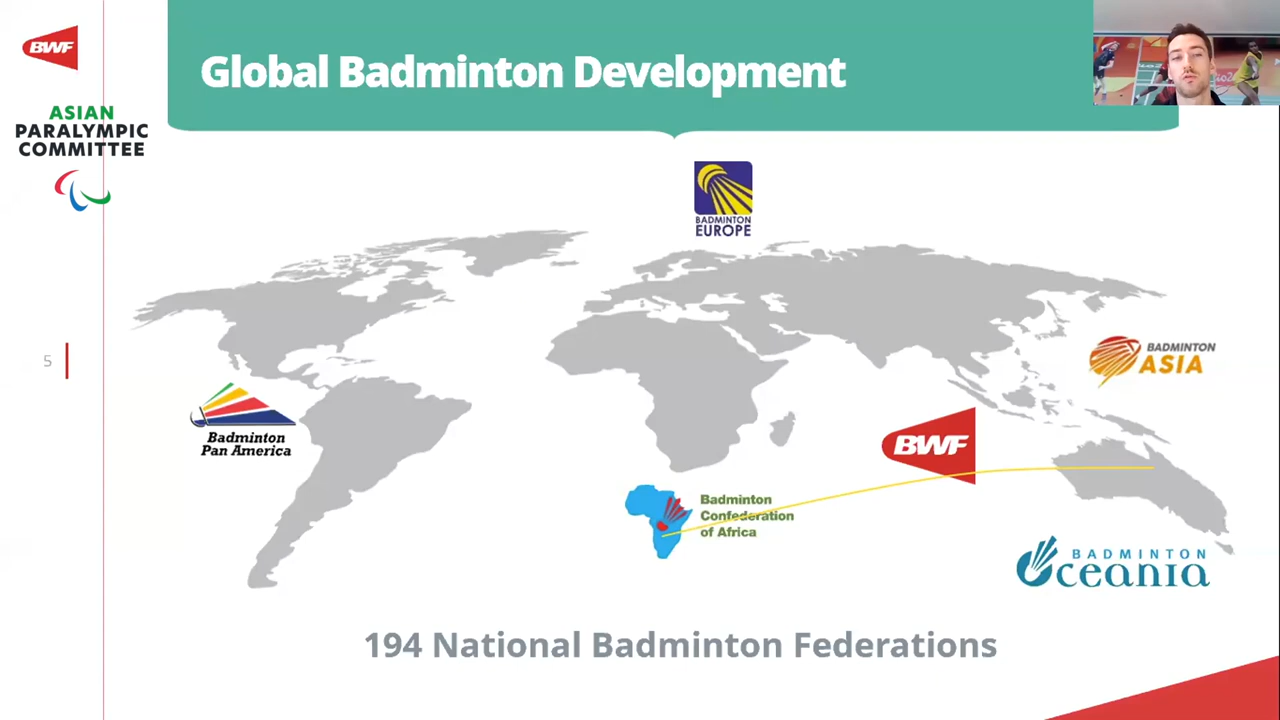 BWF
ASIAN
PARALYMPIC
COMMITTEE
Global Badminton Development
BADMINTON
EUROPE
5
BADMINTON
ASIA
Badminton
Pan America
BWF
Badminton
Confederation
of Africa
BADMINTON
Oceania
194 National Badminton Federations